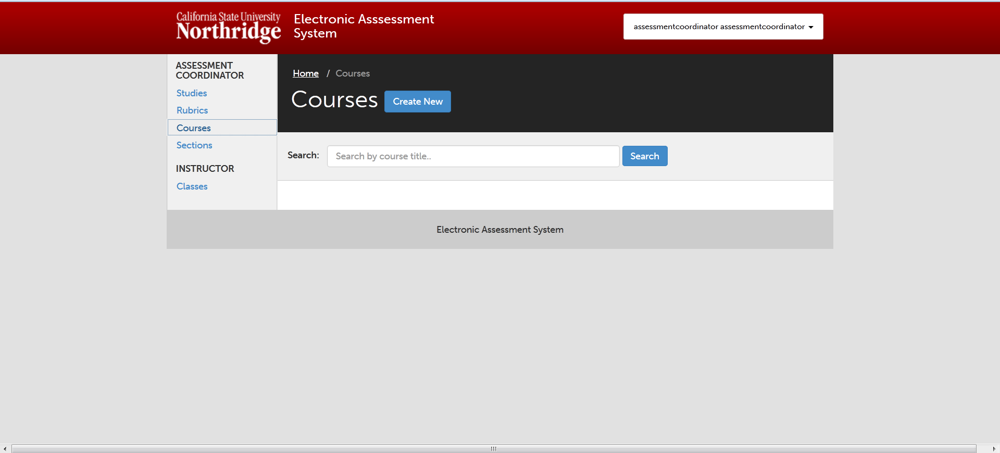 California State University
Northridge
Electronic Asssessment
System
assessmentcoordinator assessmentcoordinator
ASSESSMENT
COORDINATOR
Studies
Rubrics
Courses
Sections
INSTRUCTOR
Classes
Home / Courses
Courses
Create New
Search:
Search by course title..
Search
Electronic Assessment System